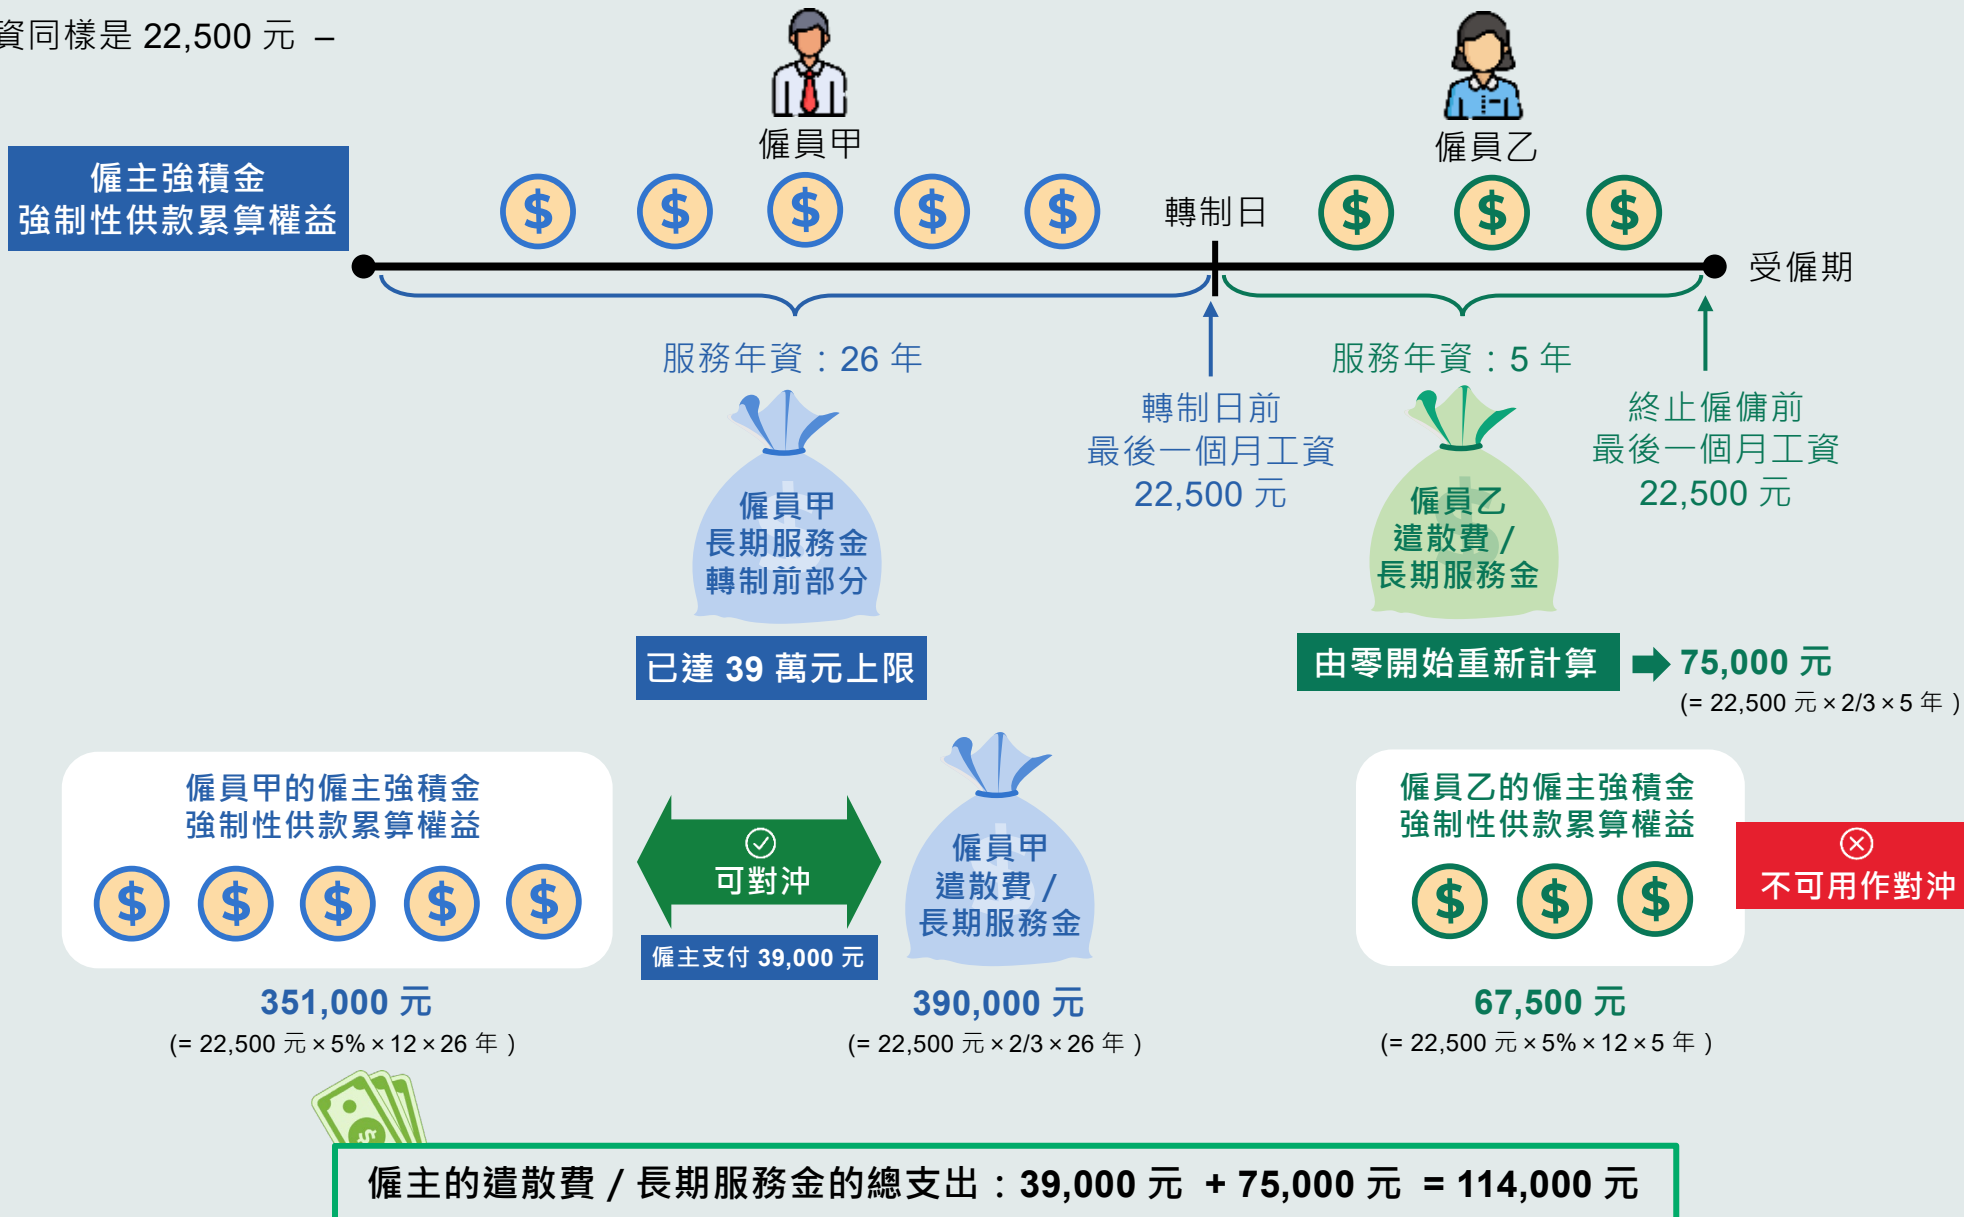 資同樣是 22,500 元 –
僱員甲
僱員乙
僱主強積金
強制性供款累算權益
轉制日
受僱期
服務年資：26 年
服務年資：5 年
轉制日前
最後一個月工資
22,500 元
終止僱傭前
最後一個月工資
22,500 元
僱員甲
長期服務金
轉制前部分
僱員乙
遣散費 /
長期服務金
已達 39 萬元上限
由零開始重新計算
75,000 元
(= 22,500 元 × 2/3 × 5 年 )
僱員甲的僱主強積金
強制性供款累算權益
可對沖
僱主支付 39,000 元
僱員甲
遣散費 /
長期服務金
僱員乙的僱主強積金
強制性供款累算權益
不可用作對沖
351,000 元
(= 22,500 元 × 5% × 12 × 26 年 )
390,000 元
(= 22,500 元 × 2/3 × 26 年 )
67,500 元
(= 22,500 元 × 5% × 12 × 5 年 )
僱主的遣散費 / 長期服務金的總支出：39,000 元 + 75,000 元 = 114,000 元